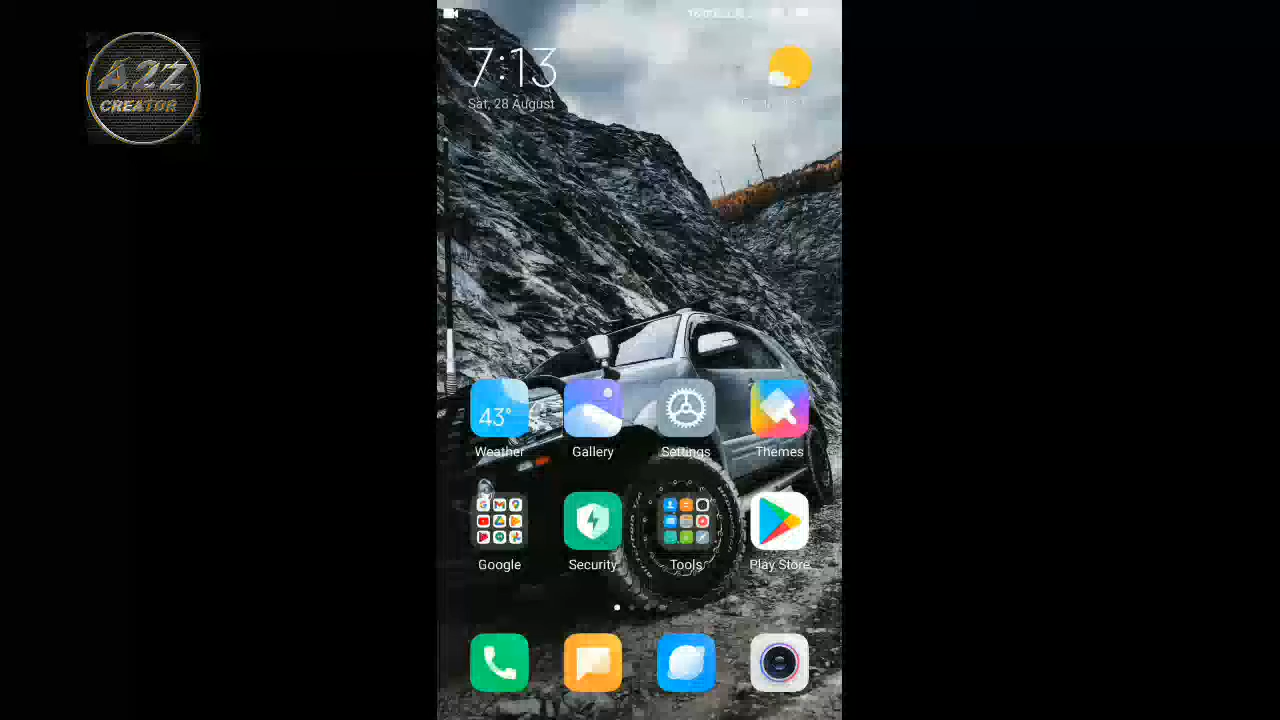 A2Z
CREATOR
7:13
Sat, 28 August
43°
Weather
Gallery
Settings
Themes
Google
Security
Tools
Play Store